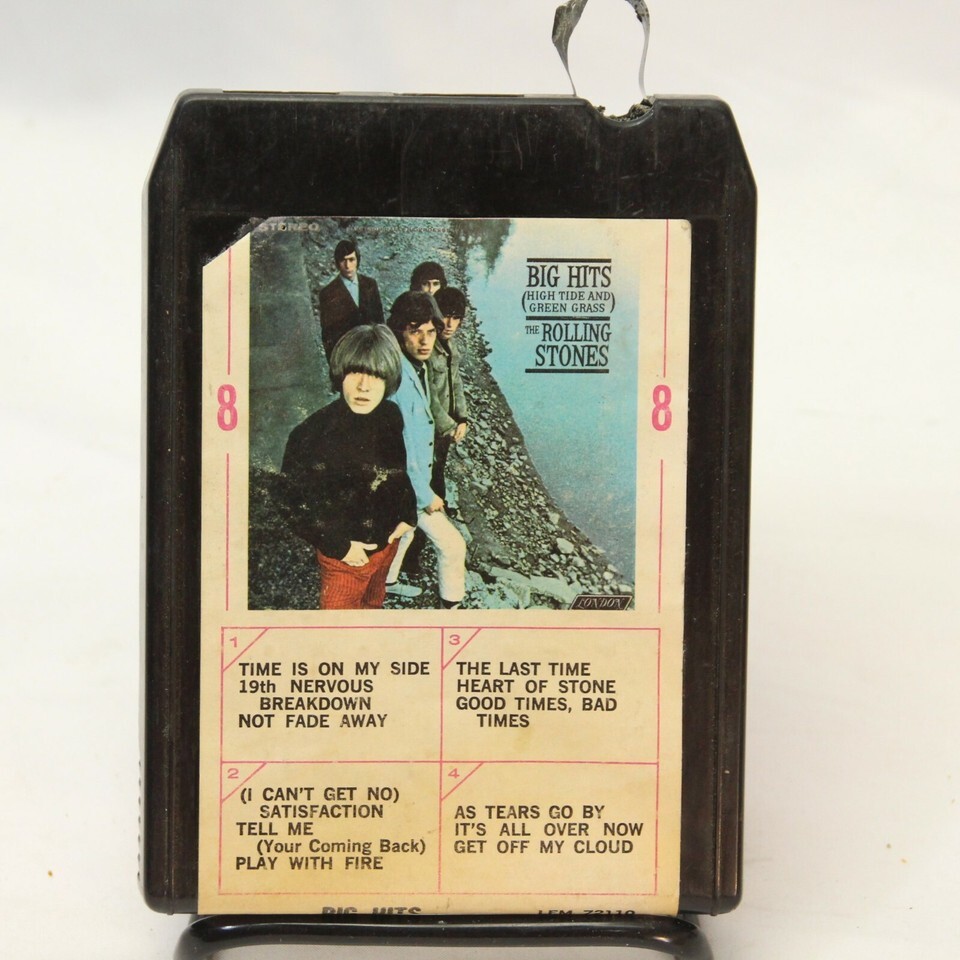 STEREO
BIG HITS
(HIGH TIDE AND
GREEN GRASS)
THE ROLLING
STONES
8
8
LONDON
1
TIME IS ON MY SIDE
19th NERVOUS
BREAKDOWN
NOT FADE AWAY
3
THE LAST TIME
HEART OF STONE
GOOD TIMES, BAD
TIMES
2
(I CAN'T GET NO)
SATISFACTION
TELL ME
(Your Coming Back)
PLAY WITH FIRE
4
AS TEARS GO BY
IT'S ALL OVER NOW
GET OFF MY CLOUD
BIG HITS